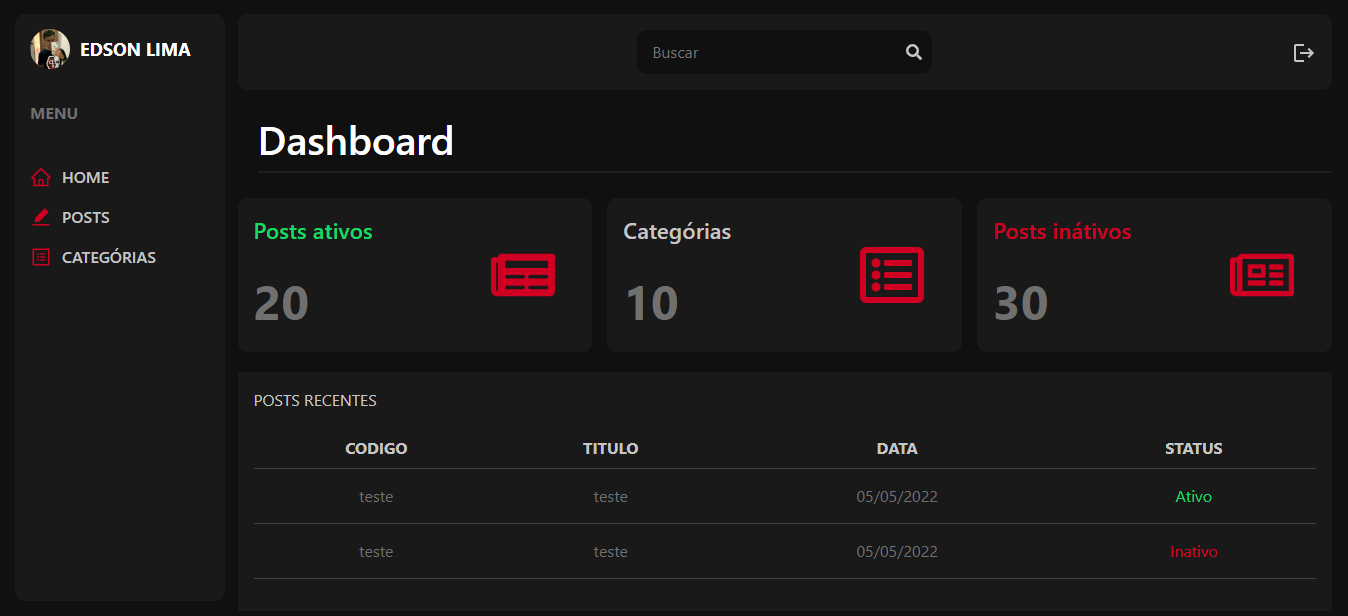 EDSON LIMA
MENU
HOME
POSTS
CATEGÓRIAS
Buscar
Dashboard
Posts ativos
20
Categórias
10
Posts inátivos
30
POSTS RECENTES
CODIGO TITULO DATA STATUS
teste teste 05/05/2022 Ativo
teste teste 05/05/2022 Inativo